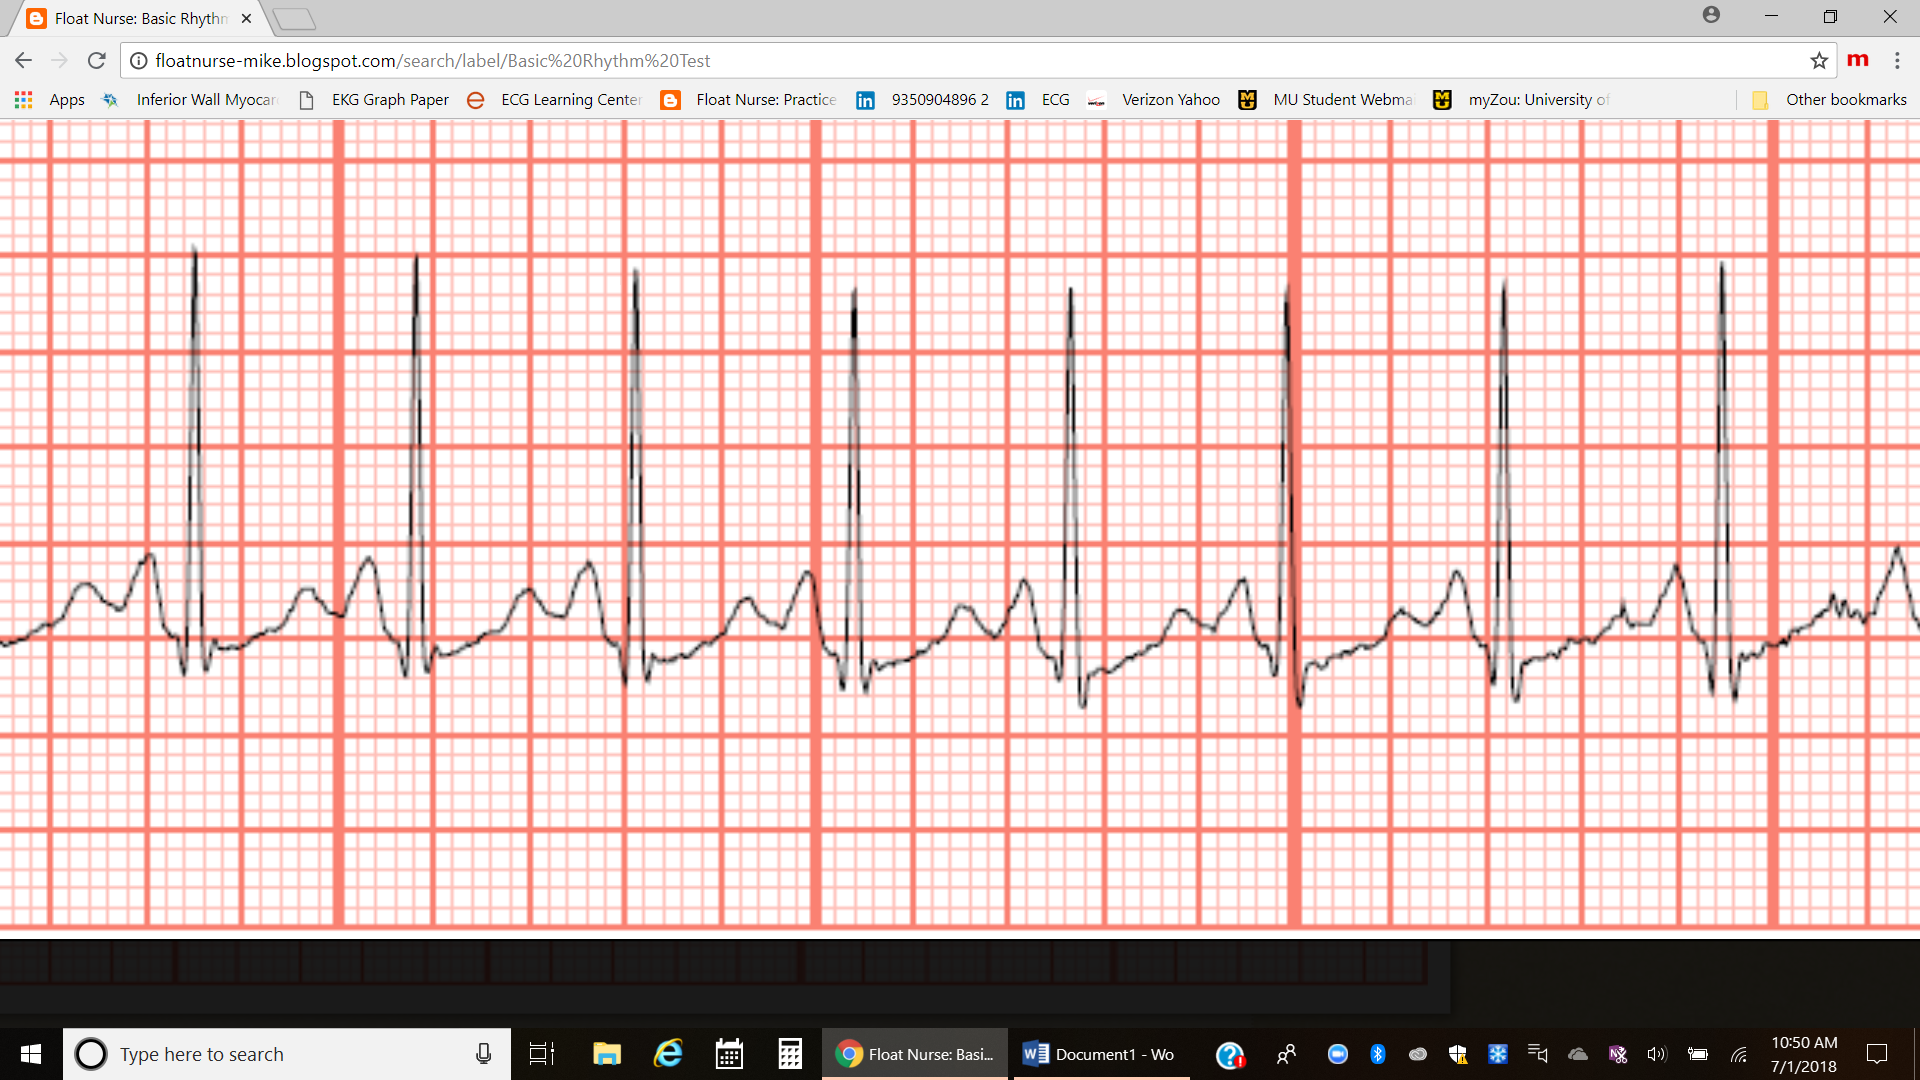 Float Nurse: Basic Rhythm
floatnurse-mike.blogspot.com/search/label/Basic%20Rhythm%20Test
m
Apps Inferior Wall Myocar EKG Graph Paper ECG Learning Center Float Nurse: Practice 9350904896 2 ECG Verizon Yahoo MU Student Webma myZou: University of Other bookmarks
Type here to search Float Nurse: Basi... Document1 - Wo 10:50 AM
7/1/2018